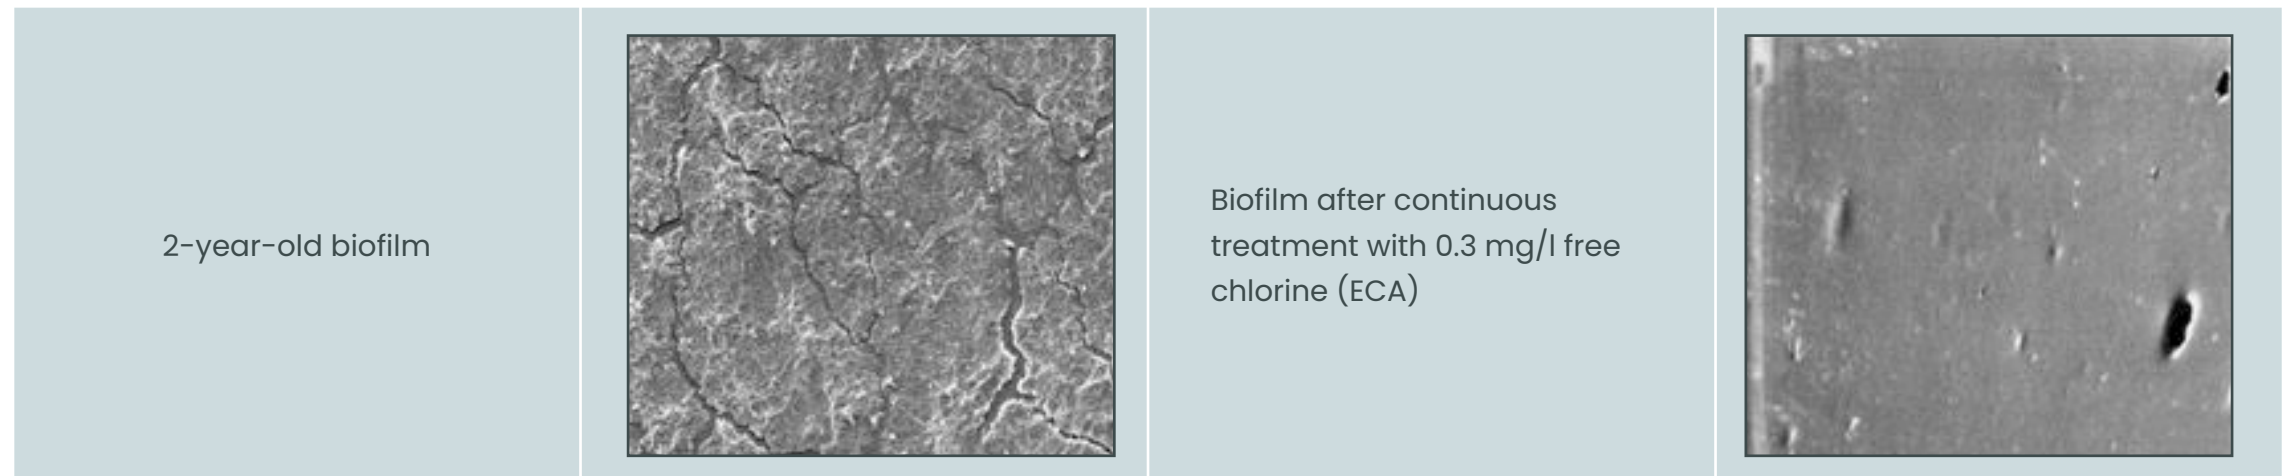 2-year-old biofilm
Biofilm after continuous
treatment with 0.3 mg/l free
chlorine (ECA)